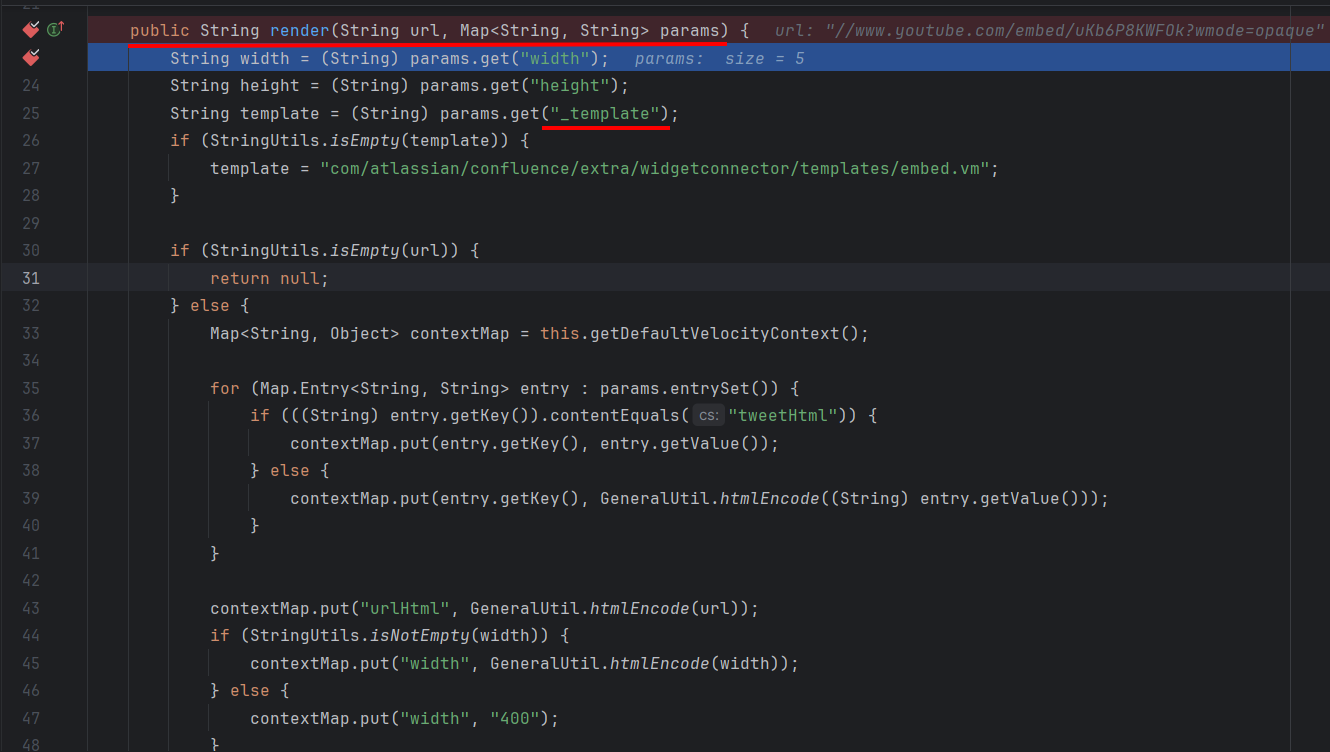 21
public String render(String url, Map<String, String> params) { url: "//www.youtube.com/embed/uKb6P8KWFOk?wmode=opaque"
String width = (String) params.get("width"); params: size = 5
24 String height = (String) params.get("height");
25 String template = (String) params.get("_template");
26 if (StringUtils.isEmpty(template)) {
27 template = "com/atlassian/confluence/extra/widgetconnector/templates/embed.vm";
28 }
29
30 if (StringUtils.isEmpty(url)) {
31 return null;
32 } else {
33 Map<String, Object> contextMap = this.getDefaultVelocityContext();
34
35 for (Map.Entry<String, String> entry : params.entrySet()) {
36 if (((String) entry.getKey()).contentEquals( cs: "tweetHtml")) {
37 contextMap.put(entry.getKey(), entry.getValue());
38 } else {
39 contextMap.put(entry.getKey(), GeneralUtil.htmlEncode((String) entry.getValue()));
40 }
41 }
42
43 contextMap.put("urlHtml", GeneralUtil.htmlEncode(url));
44 if (StringUtils.isNotEmpty(width)) {
45 contextMap.put("width", GeneralUtil.htmlEncode(width));
46 } else {
47 contextMap.put("width", "400");
48 }